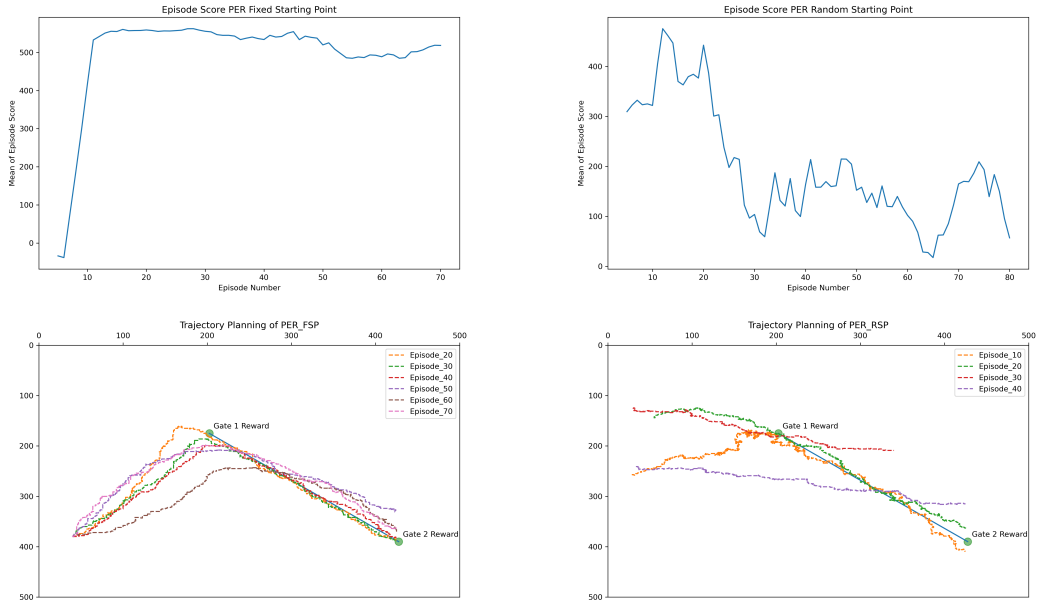 Episode Score PER Fixed Starting Point
Mean of Episode Score
500
400
300
200
100
0
10 20 30 40 50 60 70
Episode Number
Episode Score PER Random Starting Point
Mean of Episode Score
400
300
200
100
0
10 20 30 40 50 60 70 80
Episode Number
Trajectory Planning of PER_FSP
0 100 200 300 400 500
0
100
200
300
400
500
Episode_20
Episode_30
Episode_40
Episode_50
Episode_60
Episode_70
Gate 1 Reward
Gate 2 Reward
Trajectory Planning of PER_RSP
0 100 200 300 400 500
0
100
200
300
400
500
Episode_10
Episode_20
Episode_30
Episode_40
Gate 1 Reward
Gate 2 Reward